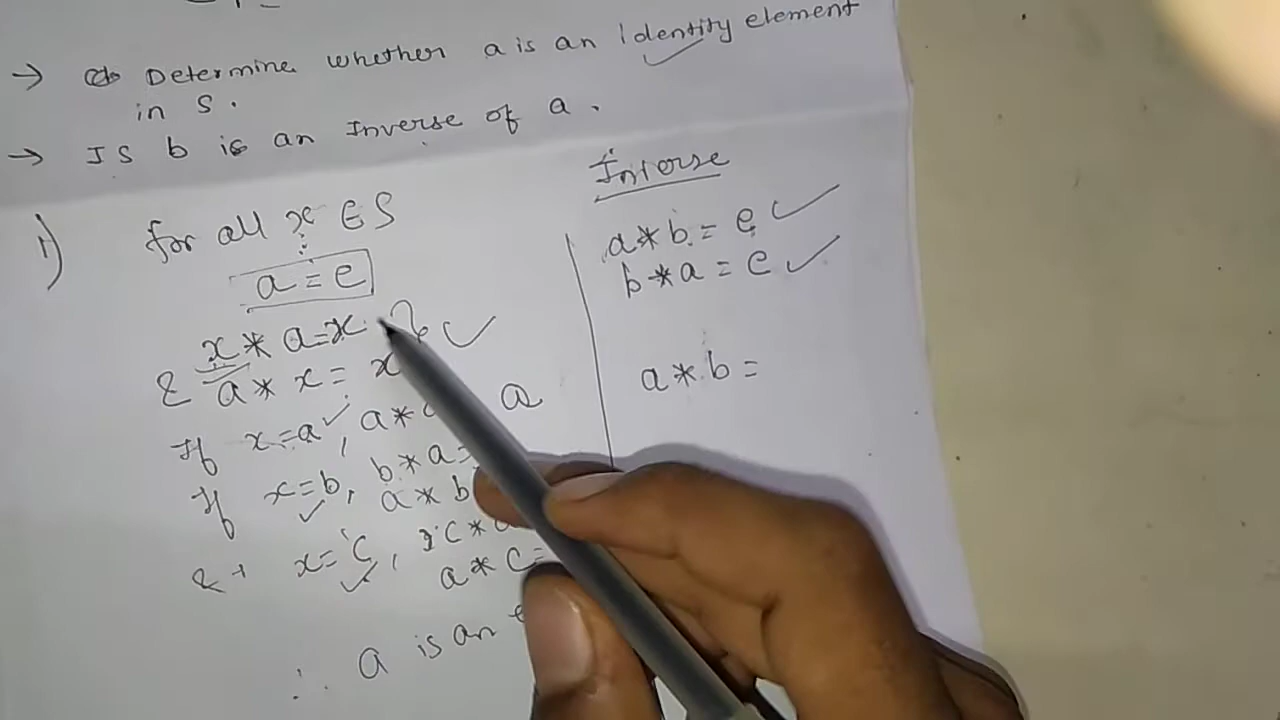 → Determine whether a is an Identity element
in S.
→ IS b is an Inverse of a.
1) for all x ∈ S
a = e
x * a = x
& a * x = x
If x = a, a * a
If x = b, b * a =
a * b
x = c, c * a
a * c =
∴ a is an
Inverse
a * b = e
b * a = e
a * b =